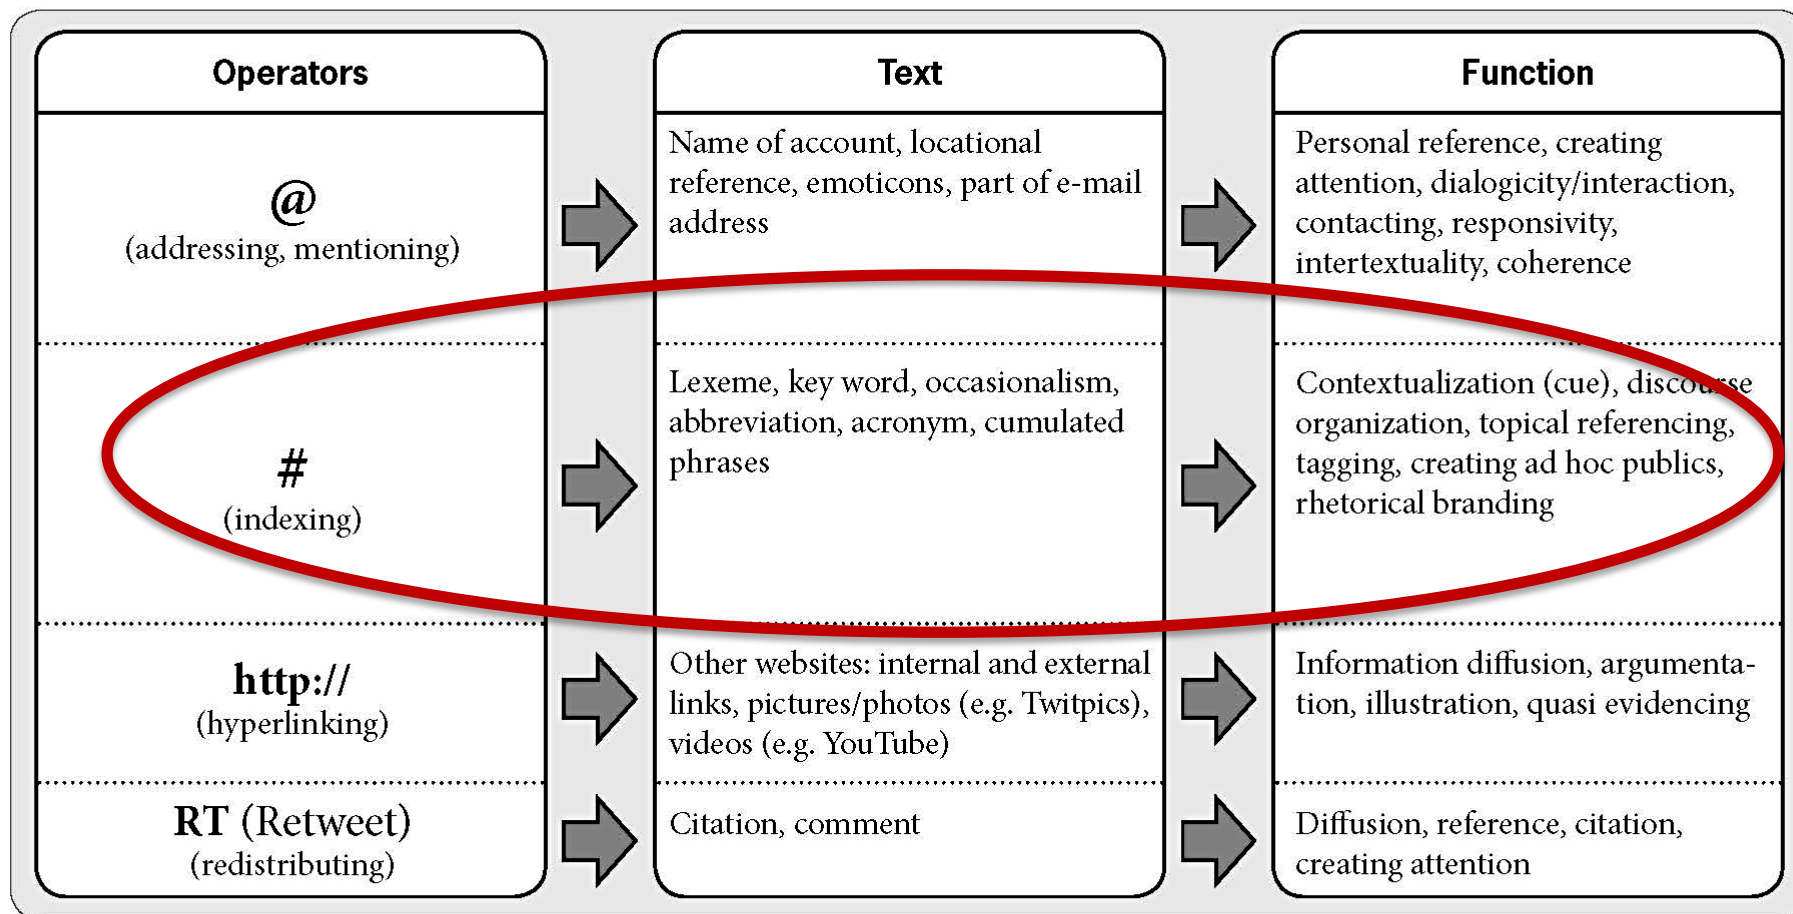 Operators
Text
Function
@
(addressing, mentioning)
Name of account, locational
reference, emoticons, part of e-mail
address
Personal reference, creating
attention, dialogicity/interaction,
contacting, responsivity,
intertextuality, coherence
#
(indexing)
Lexeme, key word, occasionalism,
abbreviation, acronym, cumulated
phrases
Contextualization (cue), discourse
organization, topical referencing,
tagging, creating ad hoc publics,
rhetorical branding
http://
(hyperlinking)
Other websites: internal and external
links, pictures/photos (e.g. Twitpics),
videos (e.g. YouTube)
Information diffusion, argumenta-
tion, illustration, quasi evidencing
RT (Retweet)
(redistributing)
Citation, comment
Diffusion, reference, citation,
creating attention